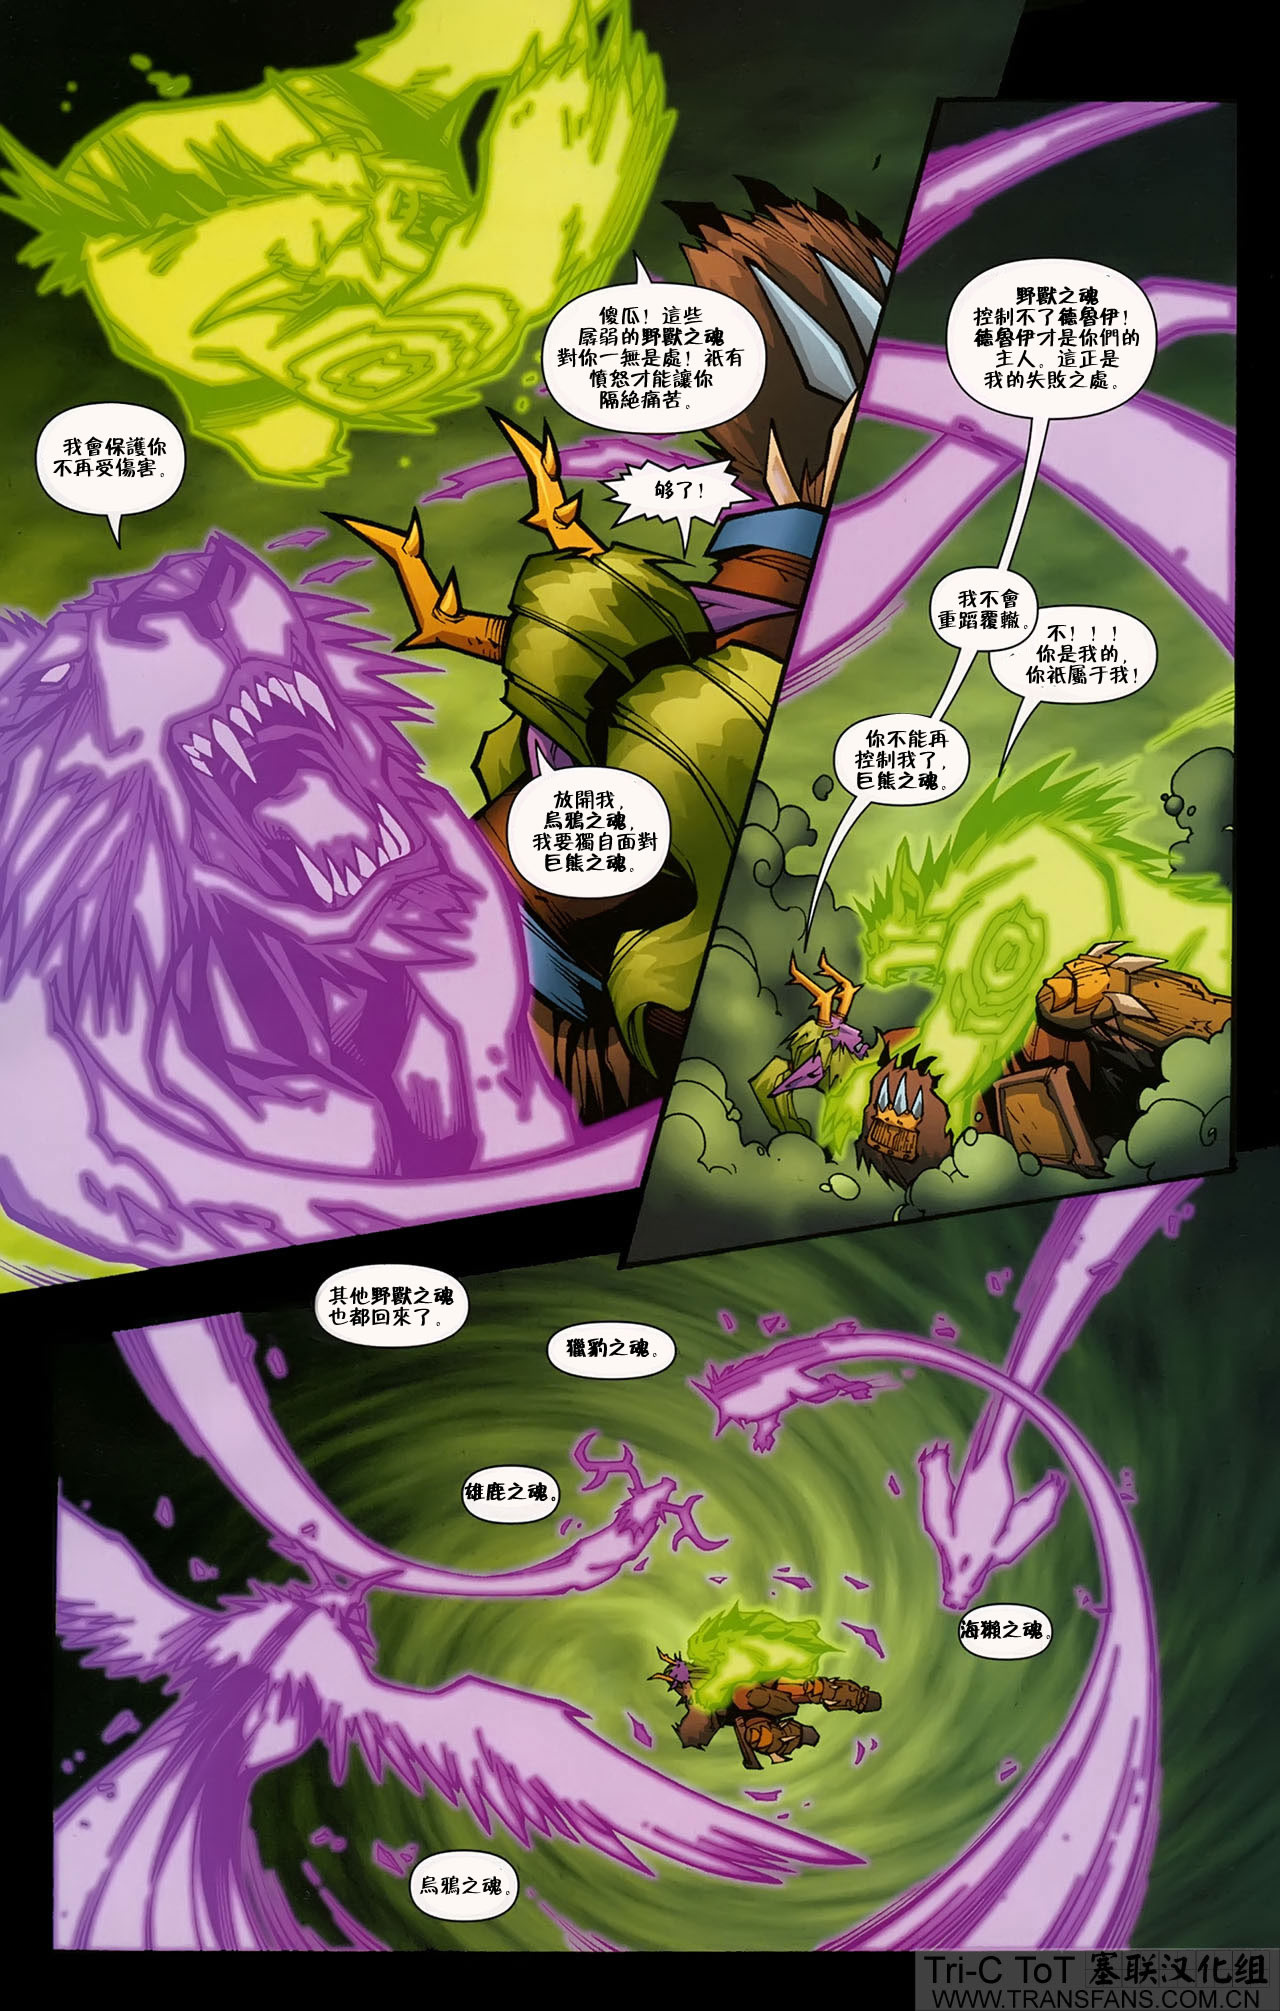 我會保護你
不再受傷害。
傻瓜！這些
孱弱的野獸之魂
對你一無是處！祇有
憤怒才能讓你
隔絶痛苦。
够了！
放開我，
烏鴉之魂，
我要獨自面對
巨熊之魂。
野獸之魂
控制不了德魯伊！
德魯伊才是你們的
主人。這正是
我的失敗之處。
我不會
重蹈覆轍。
不！！！
你是我的，
你祇屬于我！
你不能再
控制我了，
巨熊之魂。
其他野獸之魂
也都回來了。
獵豹之魂。
雄鹿之魂。
海獺之魂。
烏鴉之魂。
Tri-C ToT 塞联汉化组
WWW.TRANSFANS.COM.CN